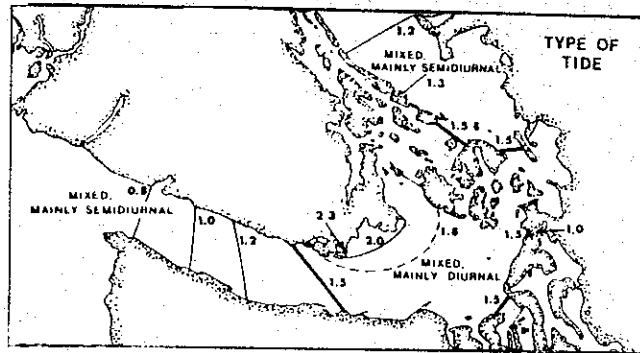 TYPE OF
TIDE
1.2
MIXED,
MAINLY SEMIDIURNAL
1.3
1.5
1.5
0.8
MIXED,
MAINLY SEMIDIURNAL
1.0
1.2
2.3
2.0
1.8
1.5
1.0
MIXED,
MAINLY DIURNAL
1.5
1.5